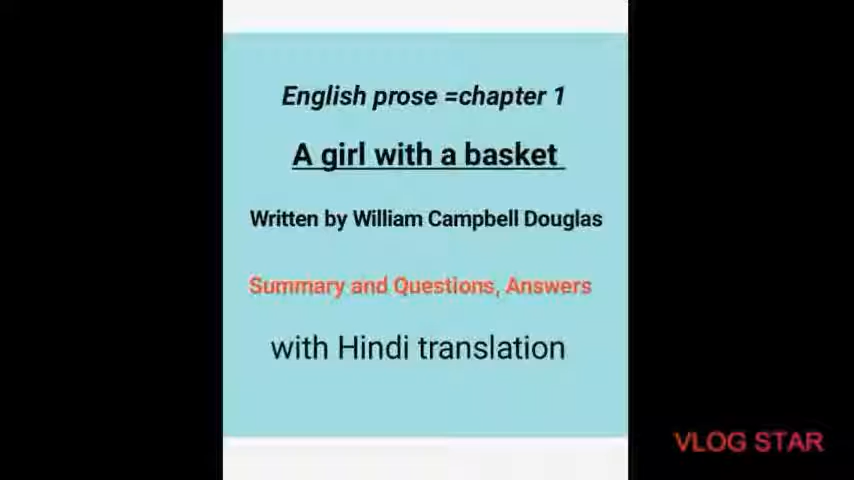 English prose =chapter 1
A girl with a basket
Written by William Campbell Douglas
Summary and Questions, Answers
with Hindi translation
VLOG STAR